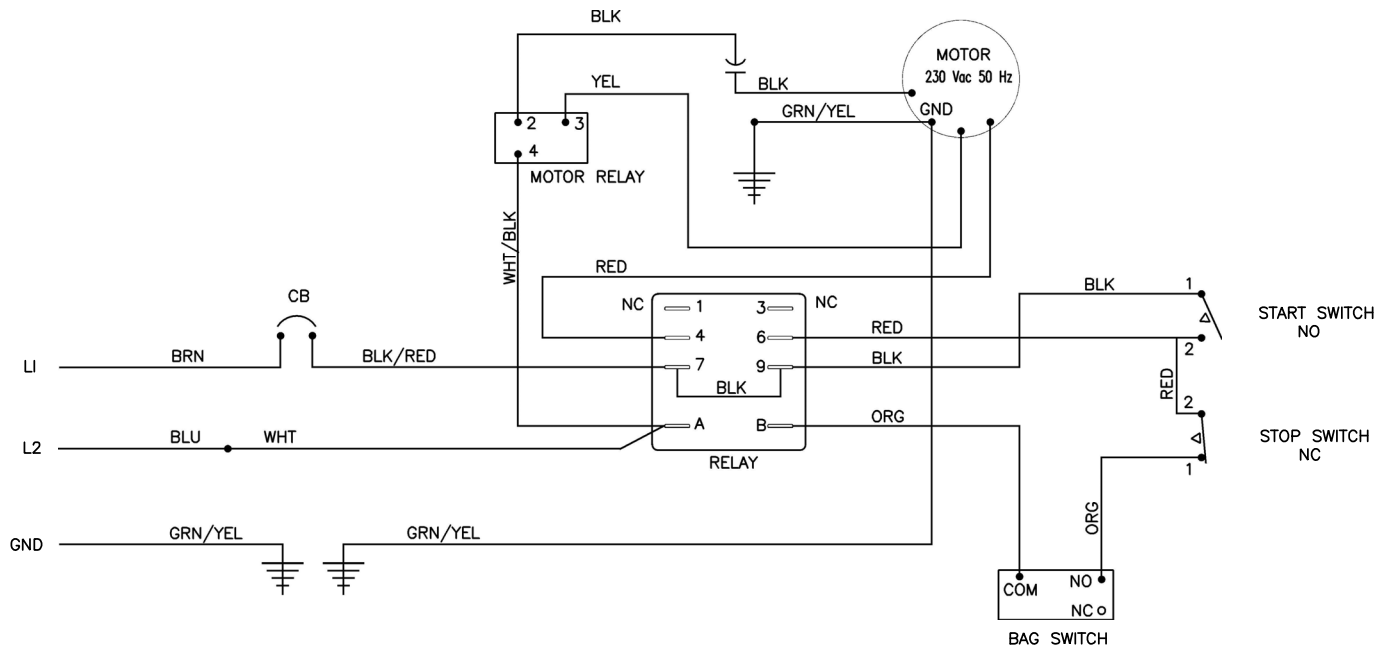 BLK
MOTOR
230 Vac 50 Hz
YEL
BLK
GRN/YEL
GND
2 3
4
MOTOR RELAY
WHT/BLK
RED
BLK
1
NC 1 3 NC
START SWITCH
NO
CB
4 6
RED
2
L1 BRN BLK/RED
7 9
BLK
BLK
RED
2
A B
ORG
STOP SWITCH
NC
L2 BLU WHT
RELAY
1
ORG
GND GRN/YEL GRN/YEL
COM NO
NC
BAG SWITCH